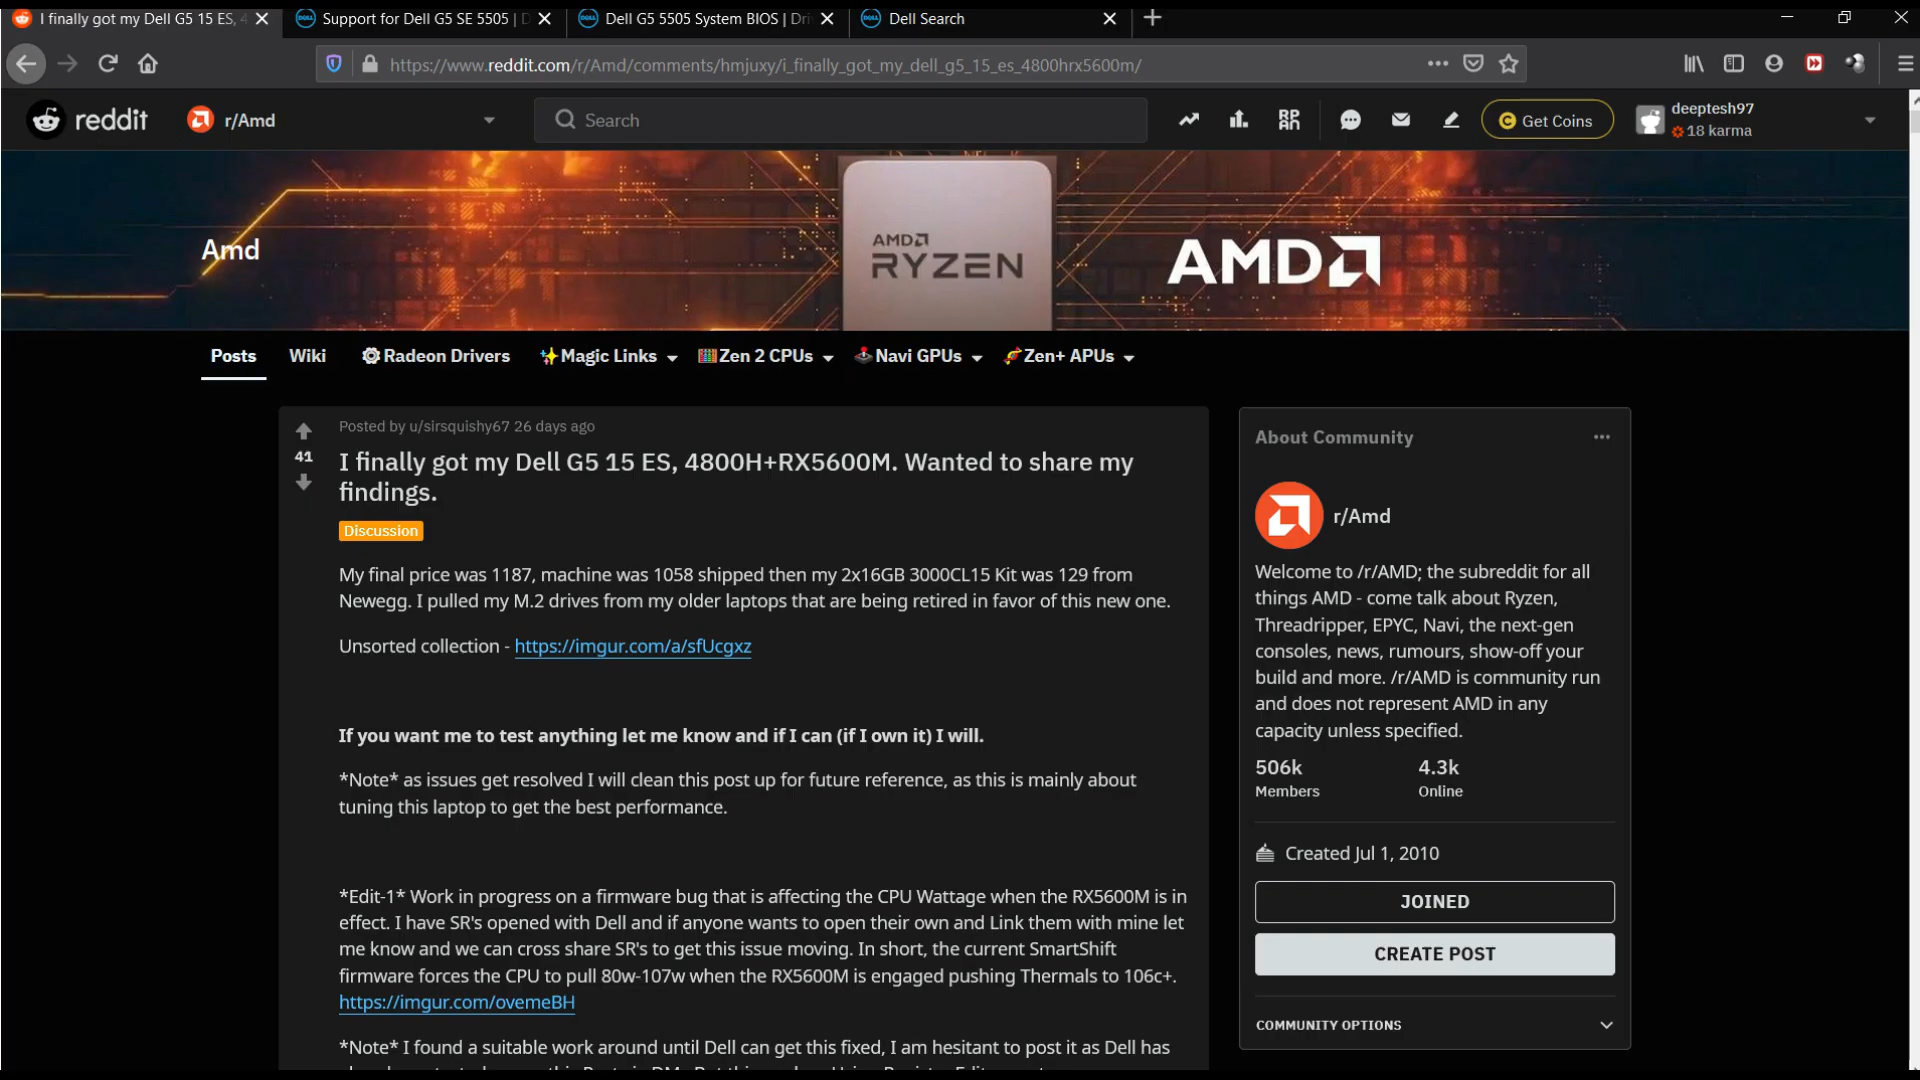 I finally got my Dell G5 15 ES, 4
Support for Dell G5 SE 5505 | D
Dell G5 5505 System BIOS | Dri
Dell Search
https://www.reddit.com/r/Amd/comments/hmjuxy/i_finally_got_my_dell_g5_15_es_4800hrx5600m/
reddit
r/Amd
Search
Get Coins
deeptesh97
18 karma
Amd
AMD
RYZEN
AMD
Posts
Wiki
Radeon Drivers
Magic Links
Zen 2 CPUs
Navi GPUs
Zen+ APUs
Posted by u/sirsquishy67 26 days ago
41
I finally got my Dell G5 15 ES, 4800H+RX5600M. Wanted to share my
findings.
Discussion
My final price was 1187, machine was 1058 shipped then my 2x16GB 3000CL15 Kit was 129 from
Newegg. I pulled my M.2 drives from my older laptops that are being retired in favor of this new one.
Unsorted collection - https://imgur.com/a/sfUcgxz
If you want me to test anything let me know and if I can (if I own it) I will.
*Note* as issues get resolved I will clean this post up for future reference, as this is mainly about
tuning this laptop to get the best performance.
*Edit-1* Work in progress on a firmware bug that is affecting the CPU Wattage when the RX5600M is in
effect. I have SR's opened with Dell and if anyone wants to open their own and Link them with mine let
me know and we can cross share SR's to get this issue moving. In short, the current SmartShift
firmware forces the CPU to pull 80w-107w when the RX5600M is engaged pushing Thermals to 106c+.
https://imgur.com/ovemeBH
*Note* I found a suitable work around until Dell can get this fixed, I am hesitant to post it as Dell has
About Community
r/Amd
Welcome to /r/AMD; the subreddit for all
things AMD - come talk about Ryzen,
Threadripper, EPYC, Navi, the next-gen
consoles, news, rumours, show-off your
build and more. /r/AMD is community run
and does not represent AMD in any
capacity unless specified.
506k
Members
4.3k
Online
Created Jul 1, 2010
JOINED
CREATE POST
COMMUNITY OPTIONS